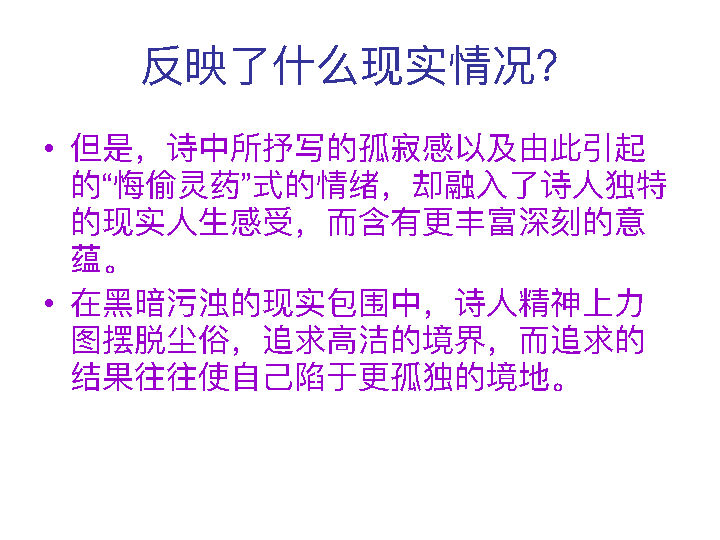 反映了什么现实情况?
• 但是，诗中所抒写的孤寂感以及由此引起
的“悔偷灵药”式的情绪，却融入了诗人独特
的现实人生感受，而含有更丰富深刻的意
蕴。
• 在黑暗污浊的现实包围中，诗人精神上力
图摆脱尘俗，追求高洁的境界，而追求的
结果往往使自己陷于更孤独的境地。